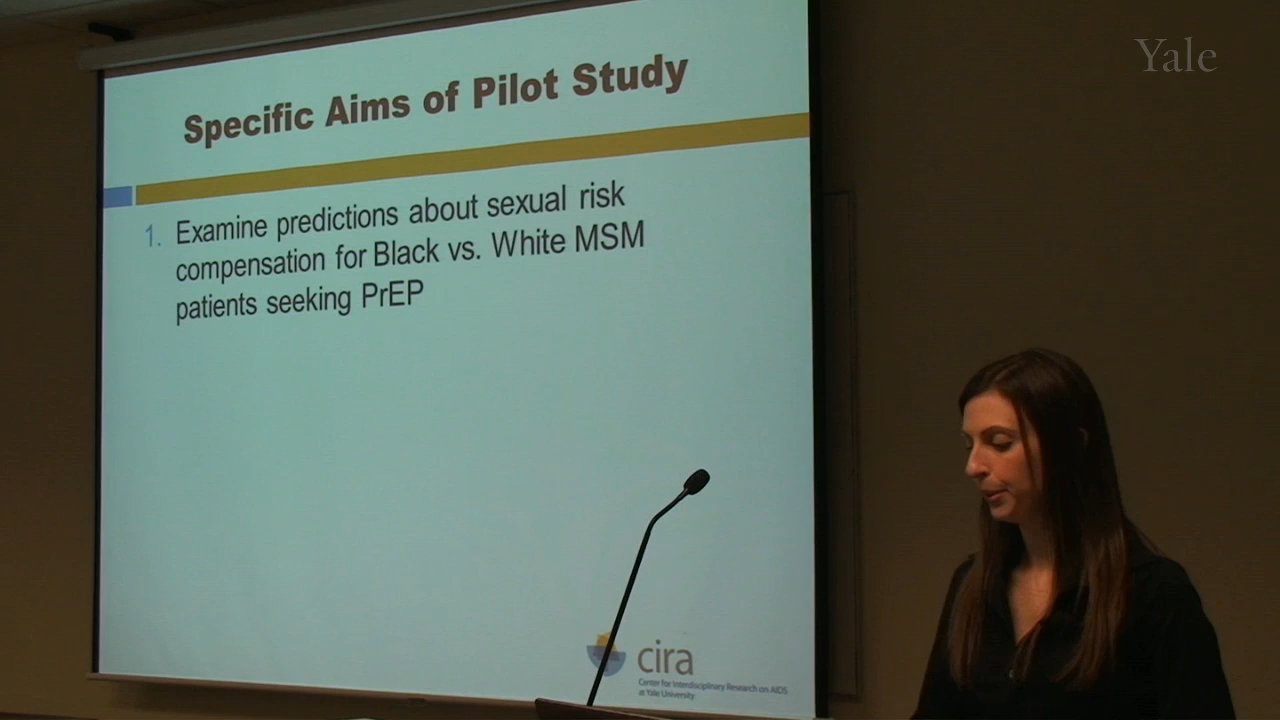 Yale
Specific Aims of Pilot Study
1. Examine predictions about sexual risk
compensation for Black vs. White MSM
patients seeking PrEP
cira
Center for Interdisciplinary Research on AIDS
at Yale University